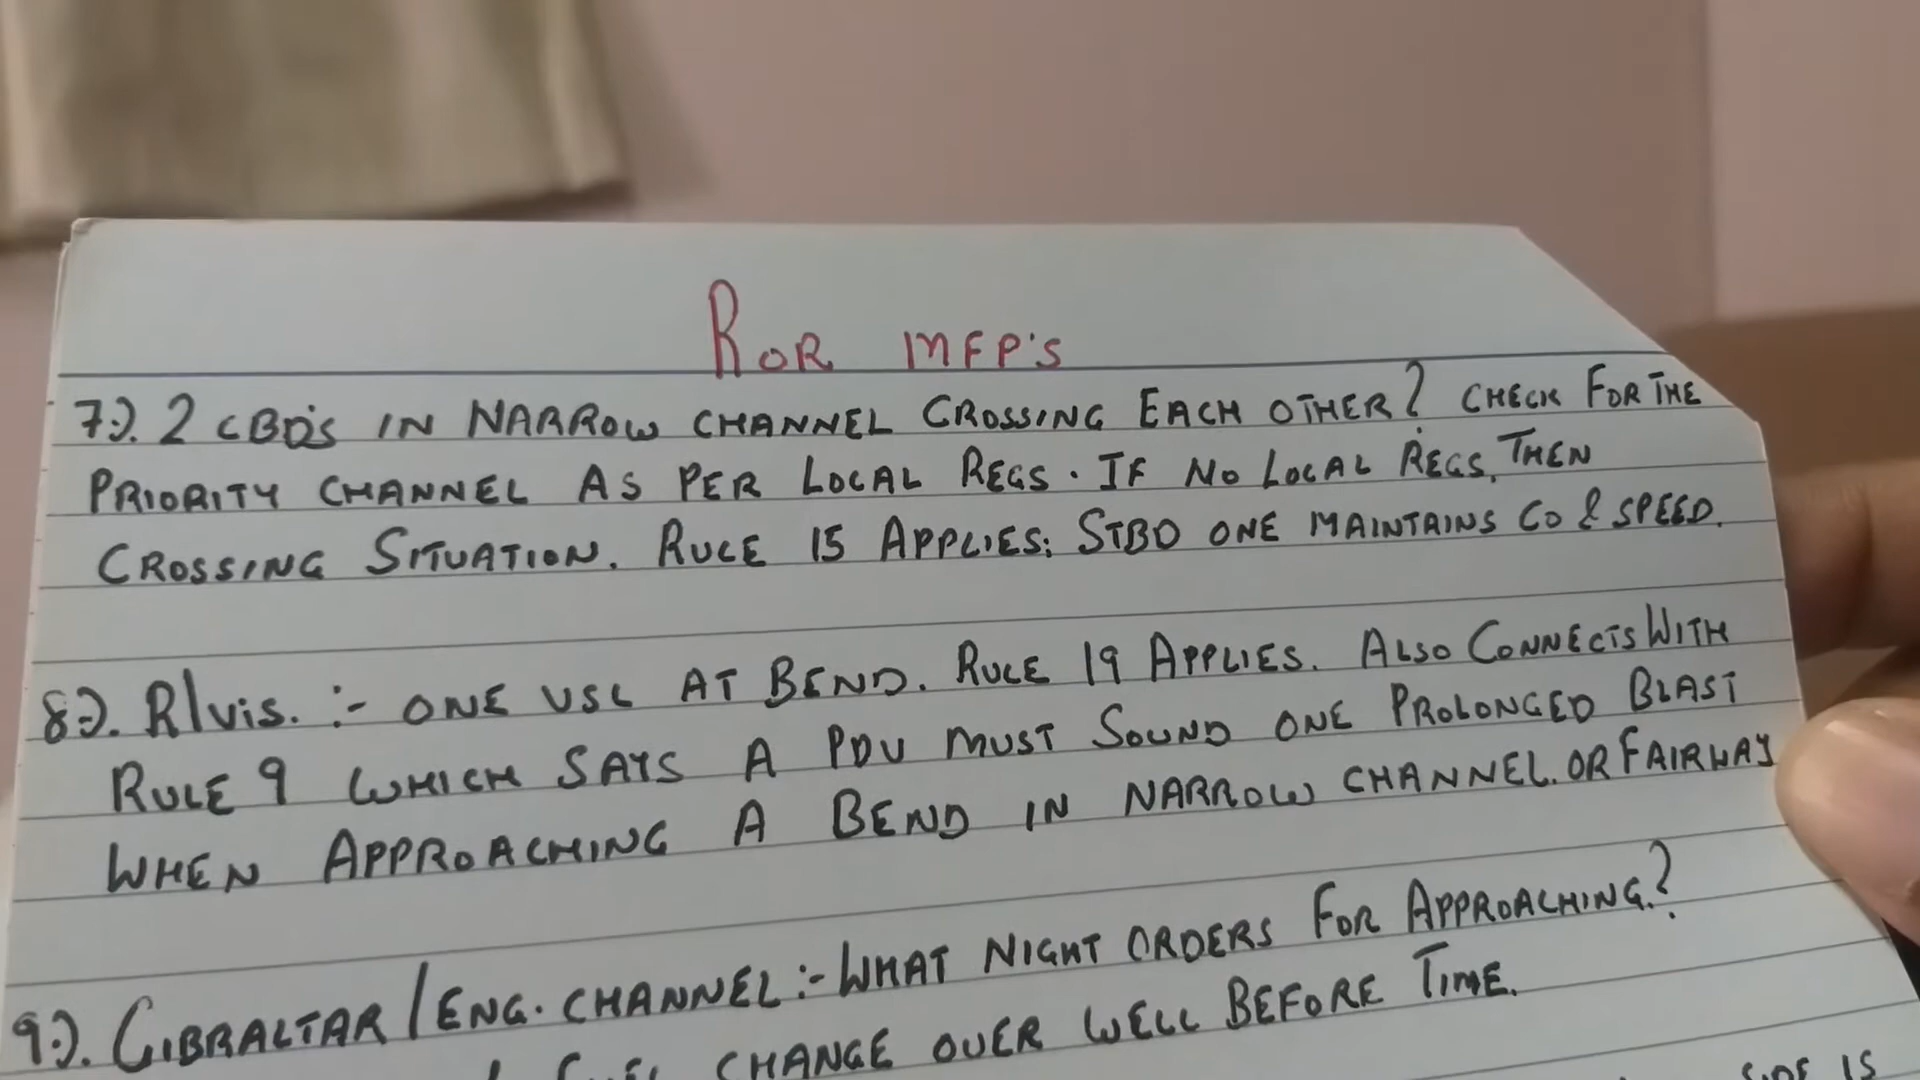 ROR MFP'S
7:). 2 CBD'S IN NARROW CHANNEL CROSSING EACH OTHER? CHECK FOR THE
PRIORITY CHANNEL AS PER LOCAL REGS. IF NO LOCAL REGS, THEN
CROSSING SITUATION. RULE 15 APPLIES: STBD ONE MAINTAINS CO & SPEED.
8:). R/VIS. :- ONE VSL AT BEND. RULE 19 APPLIES. ALSO CONNECTS WITH
RULE 9 WHICH SAYS A PDV MUST SOUND ONE PROLONGED BLAST
WHEN APPROACHING A BEND IN NARROW CHANNEL. OR FAIRWAY
9:). GIBRALTAR / ENG. CHANNEL :- WHAT NIGHT ORDERS FOR APPROACHING.?
FUEL CHANGE OVER WELL BEFORE TIME.
SIDE IS